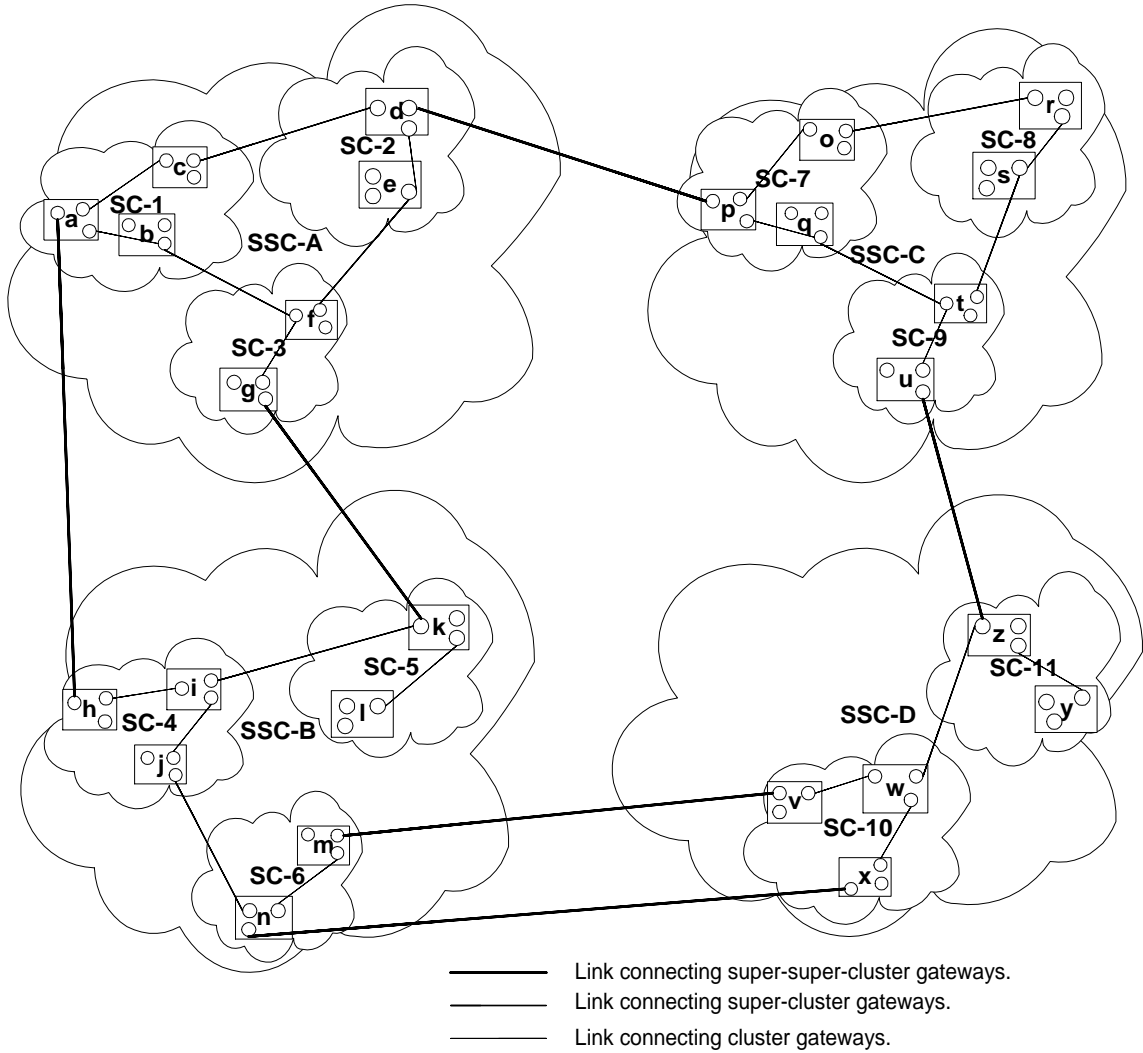 d
SC-2
c
e
SC-1
a
b
SSC-A
f
SC-3
g
r
o
SC-8
s
SC-7
p
q
SSC-C
t
SC-9
u
k
SC-5
i
h
SC-4
l
SSC-B
j
m
SC-6
n
z
SC-11
y
SSC-D
w
v
SC-10
x
Link connecting super-super-cluster gateways.
Link connecting super-cluster gateways.
Link connecting cluster gateways.